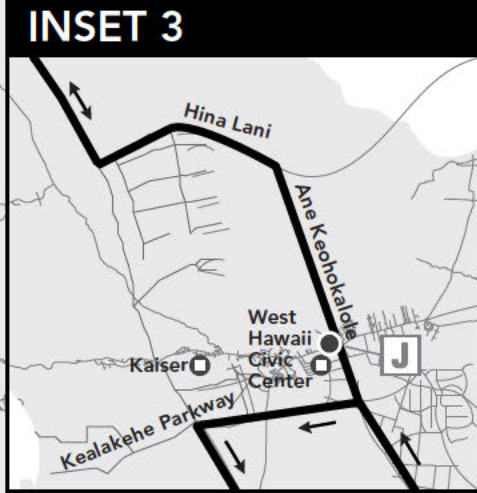 INSET 3
Hina Lani
Ane Keohokalole
West
Hawaii
Civic
Center
J
Kaiser
Kealakehe Parkway